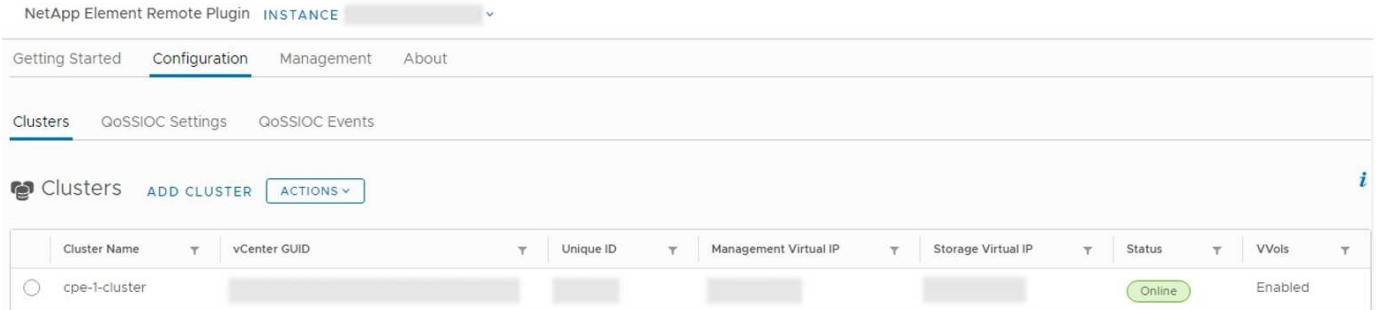 NetApp Element Remote Plugin INSTANCE
Getting Started Configuration Management About
Clusters QoSSIOC Settings QoSSIOC Events
Clusters ADD CLUSTER ACTIONS
i
Cluster Name vCenter GUID Unique ID Management Virtual IP Storage Virtual IP Status VVols
cpe-1-cluster Online Enabled